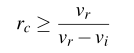 r_c ≥ v_r / (v_r − v_i)